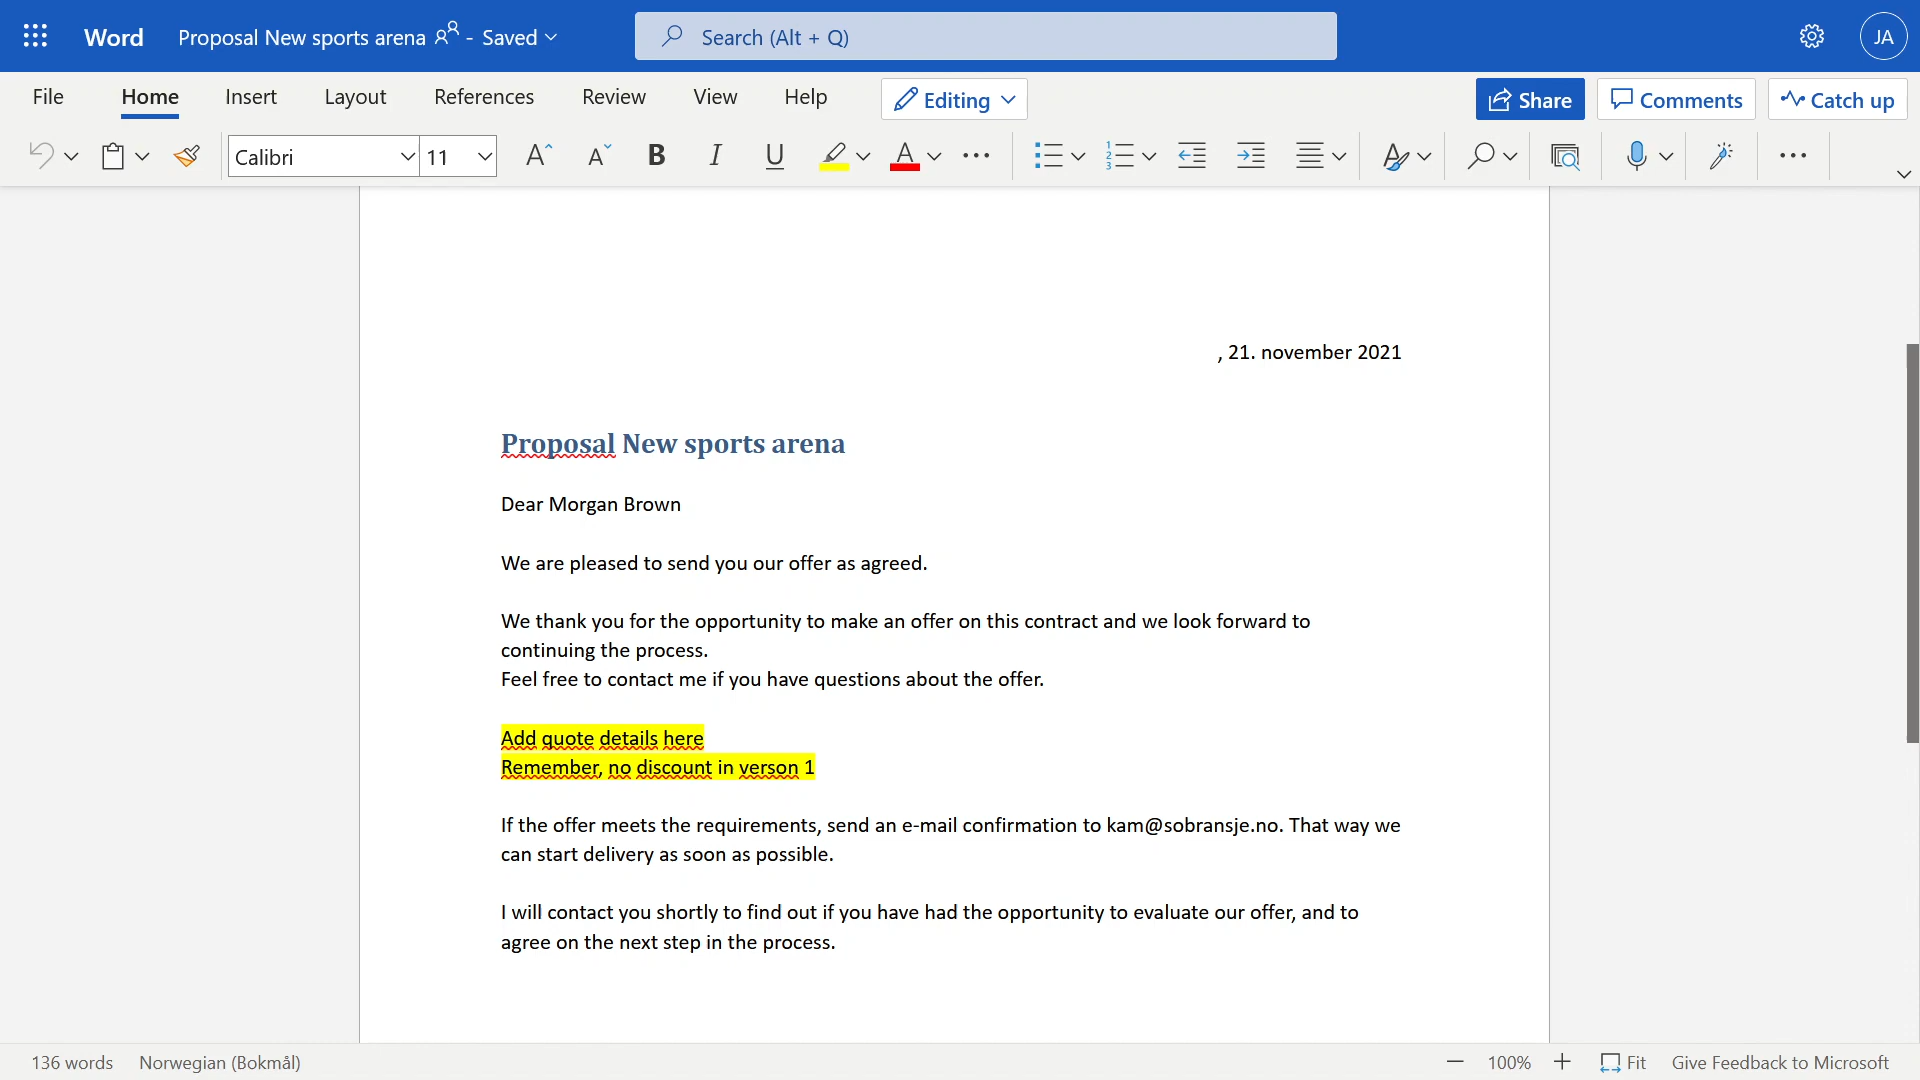 Word Proposal New sports arena - Saved Search (Alt + Q) JA
File Home Insert Layout References Review View Help Editing Share Comments Catch up
Calibri 11 A A B I U A
, 21. november 2021
Proposal New sports arena
Dear Morgan Brown
We are pleased to send you our offer as agreed.
We thank you for the opportunity to make an offer on this contract and we look forward to
continuing the process.
Feel free to contact me if you have questions about the offer.
Add quote details here
Remember, no discount in verson 1
If the offer meets the requirements, send an e-mail confirmation to kam@sobransje.no. That way we
can start delivery as soon as possible.
I will contact you shortly to find out if you have had the opportunity to evaluate our offer, and to
agree on the next step in the process.
136 words Norwegian (Bokmål) 100% Fit Give Feedback to Microsoft